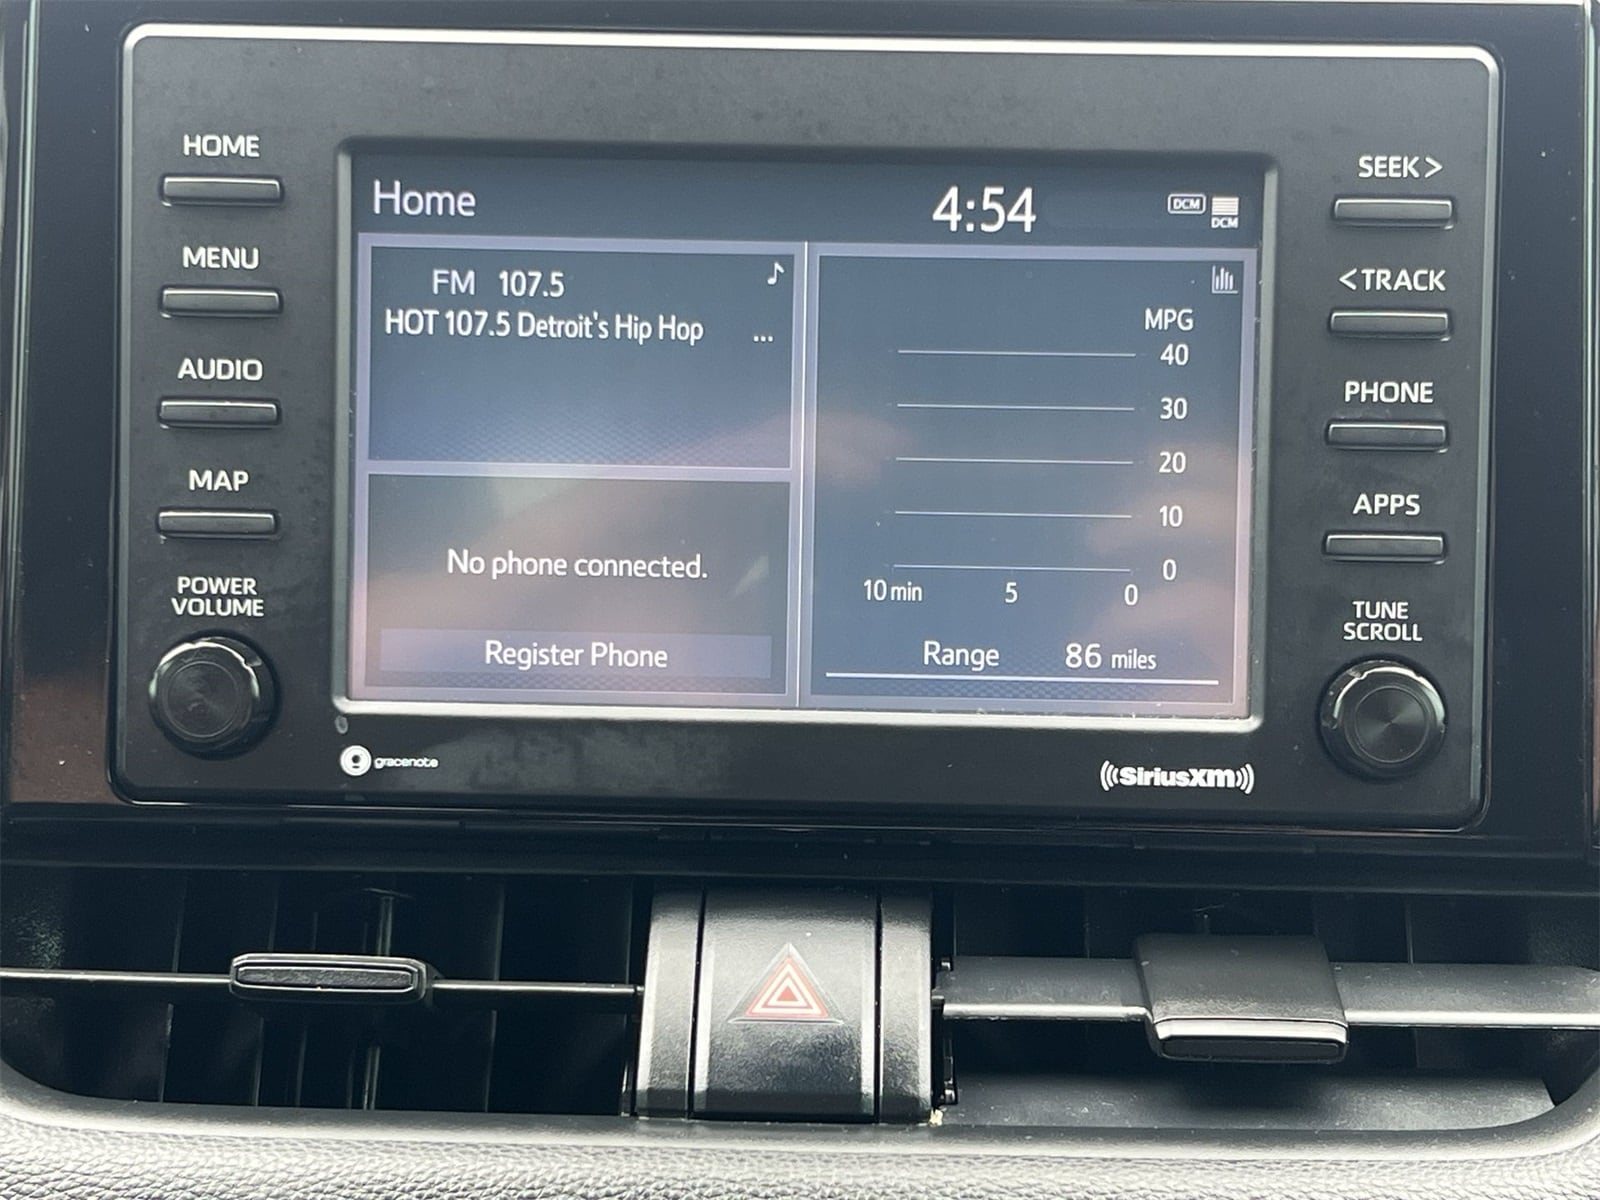 HOME
MENU
AUDIO
MAP
POWER
VOLUME
Home
4:54
DCM
DCM
FM 107.5
HOT 107.5 Detroit's Hip Hop ...
No phone connected.
Register Phone
MPG
40
30
20
10
0
10 min 5 0
Range 86 miles
SEEK >
< TRACK
PHONE
APPS
TUNE
SCROLL
gracenote
((SiriusXM))